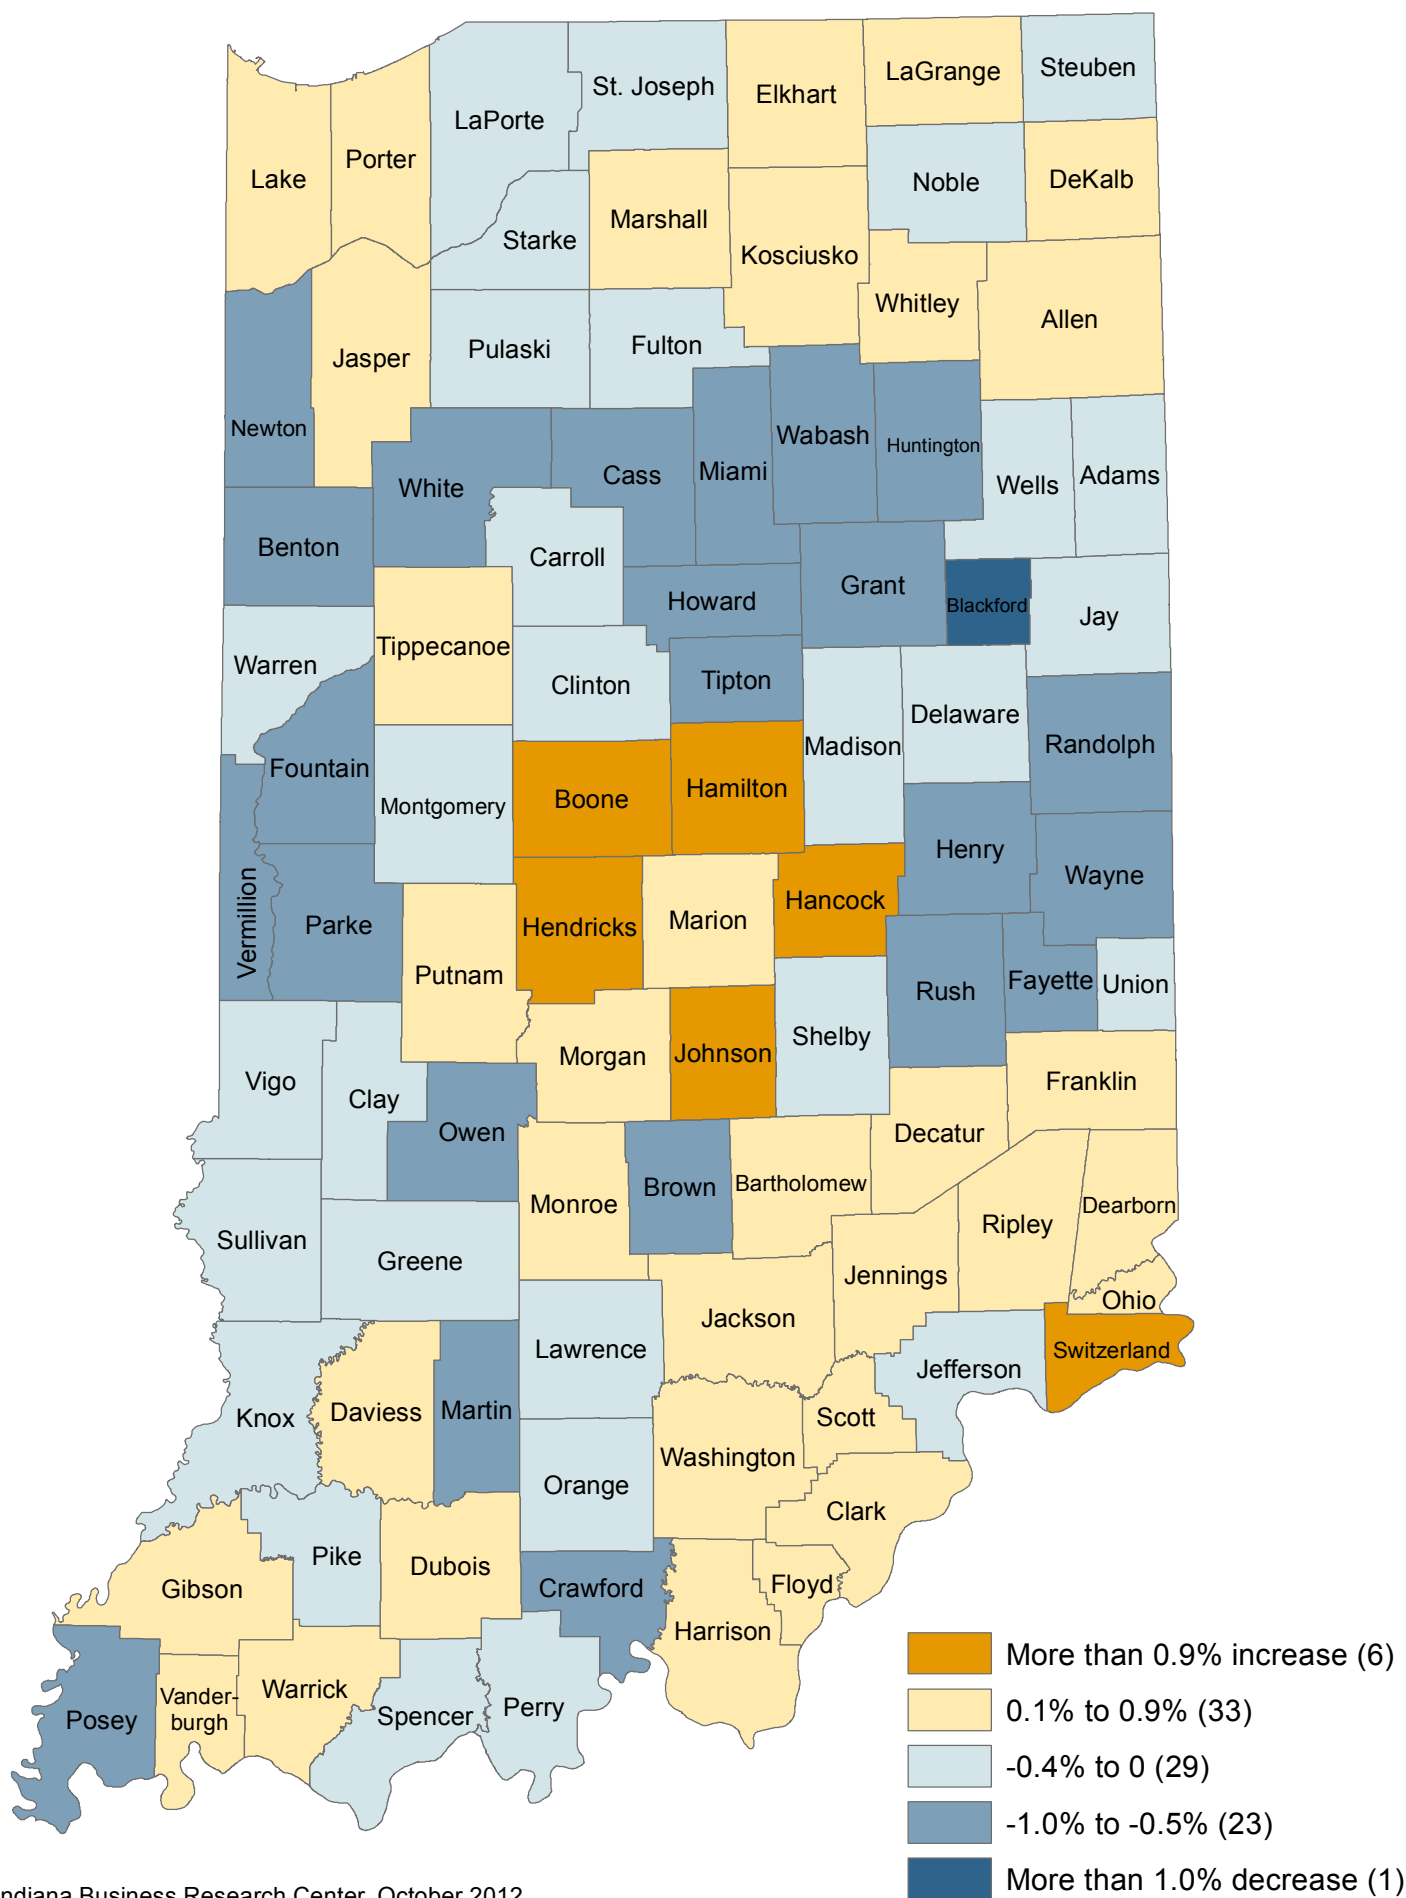 LaPorte
St. Joseph
Elkhart
LaGrange
Steuben
Lake
Porter
Noble
DeKalb
Starke
Marshall
Kosciusko
Whitley
Allen
Newton
Jasper
Pulaski
Fulton
White
Cass
Miami
Wabash
Huntington
Wells
Adams
Benton
Carroll
Howard
Grant
Blackford
Jay
Warren
Tippecanoe
Clinton
Tipton
Madison
Delaware
Randolph
Fountain
Montgomery
Boone
Hamilton
Henry
Wayne
Vermillion
Parke
Putnam
Hendricks
Marion
Hancock
Rush
Fayette
Union
Vigo
Clay
Owen
Morgan
Johnson
Shelby
Franklin
Decatur
Sullivan
Greene
Monroe
Brown
Bartholomew
Jennings
Ripley
Dearborn
Ohio
Switzerland
Jefferson
Jackson
Lawrence
Knox
Daviess
Martin
Orange
Washington
Scott
Clark
Gibson
Pike
Dubois
Crawford
Harrison
Floyd
Posey
Vander-
burgh
Warrick
Spencer
Perry
More than 0.9% increase (6)
0.1% to 0.9% (33)
-0.4% to 0 (29)
-1.0% to -0.5% (23)
More than 1.0% decrease (1)
ndiana Business Research Center, October 2012